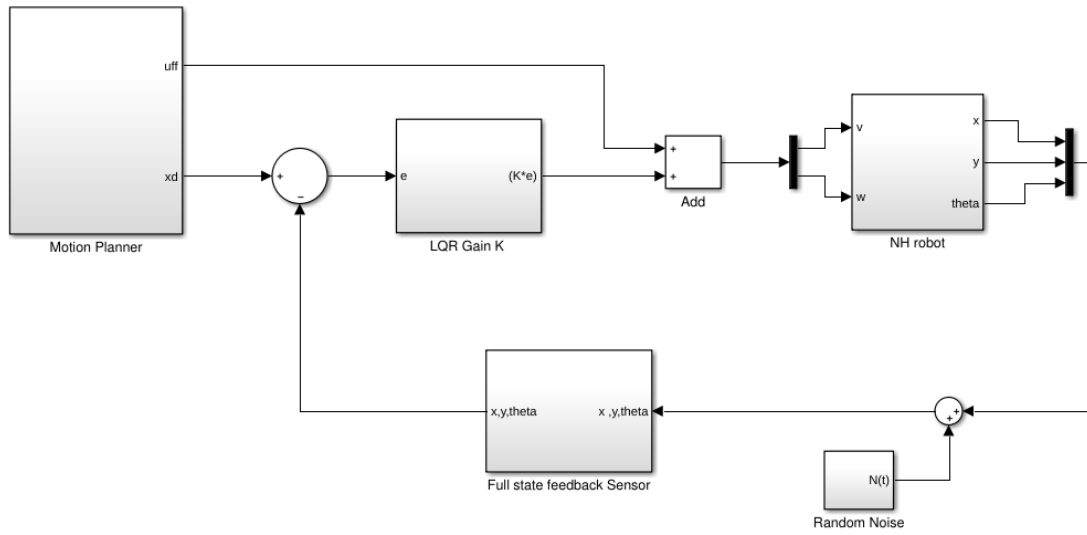 uff
xd
Motion Planner
+
−
e
(K*e)
LQR Gain K
+
+
Add
v
w
x
y
theta
NH robot
x,y,theta
x ,y,theta
Full state feedback Sensor
+
+
N(t)
Random Noise